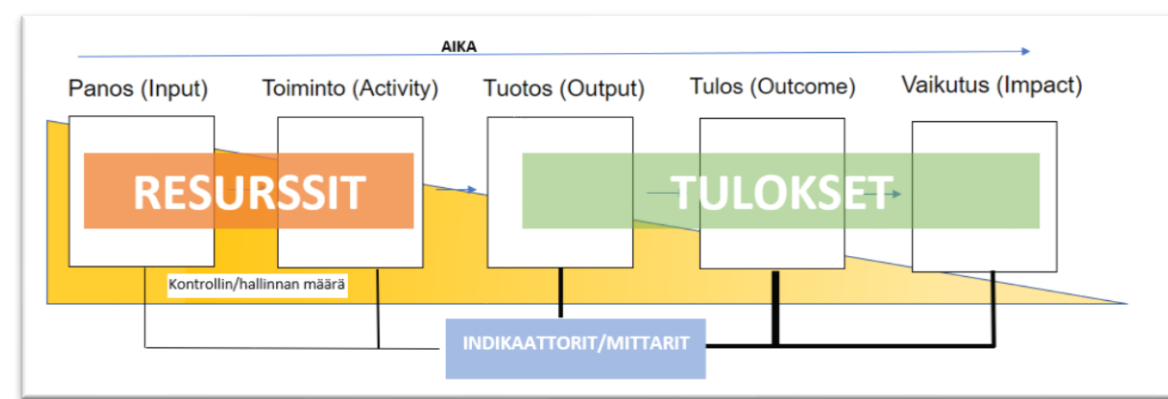 AIKA
Panos (Input)
Toiminto (Activity)
Tuotos (Output)
Tulos (Outcome)
Vaikutus (Impact)
RESURSSIT
TULOKSET
Kontrollin/hallinnan määrä
INDIKAATTORIT/MITTARIT